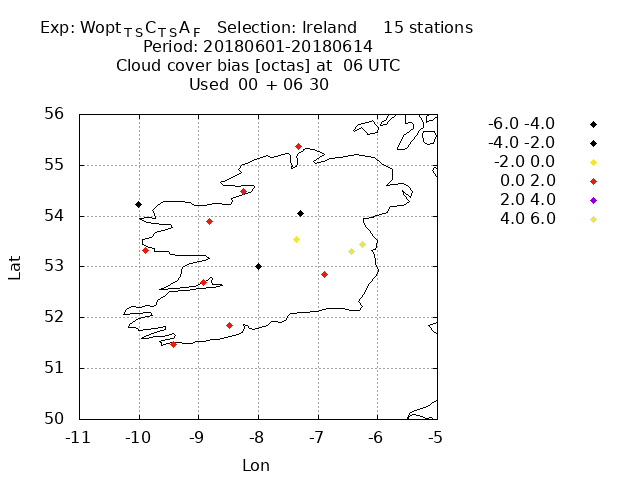 Exp: WoptTSCTSAF Selection: Ireland 15 stations
Period: 20180601-20180614
Cloud cover bias [octas] at 06 UTC
Used 00 + 06 30
56
55
54
53
52
51
50
-11 -10 -9 -8 -7 -6 -5
Lat
Lon
-6.0 -4.0
-4.0 -2.0
-2.0 0.0
0.0 2.0
2.0 4.0
4.0 6.0